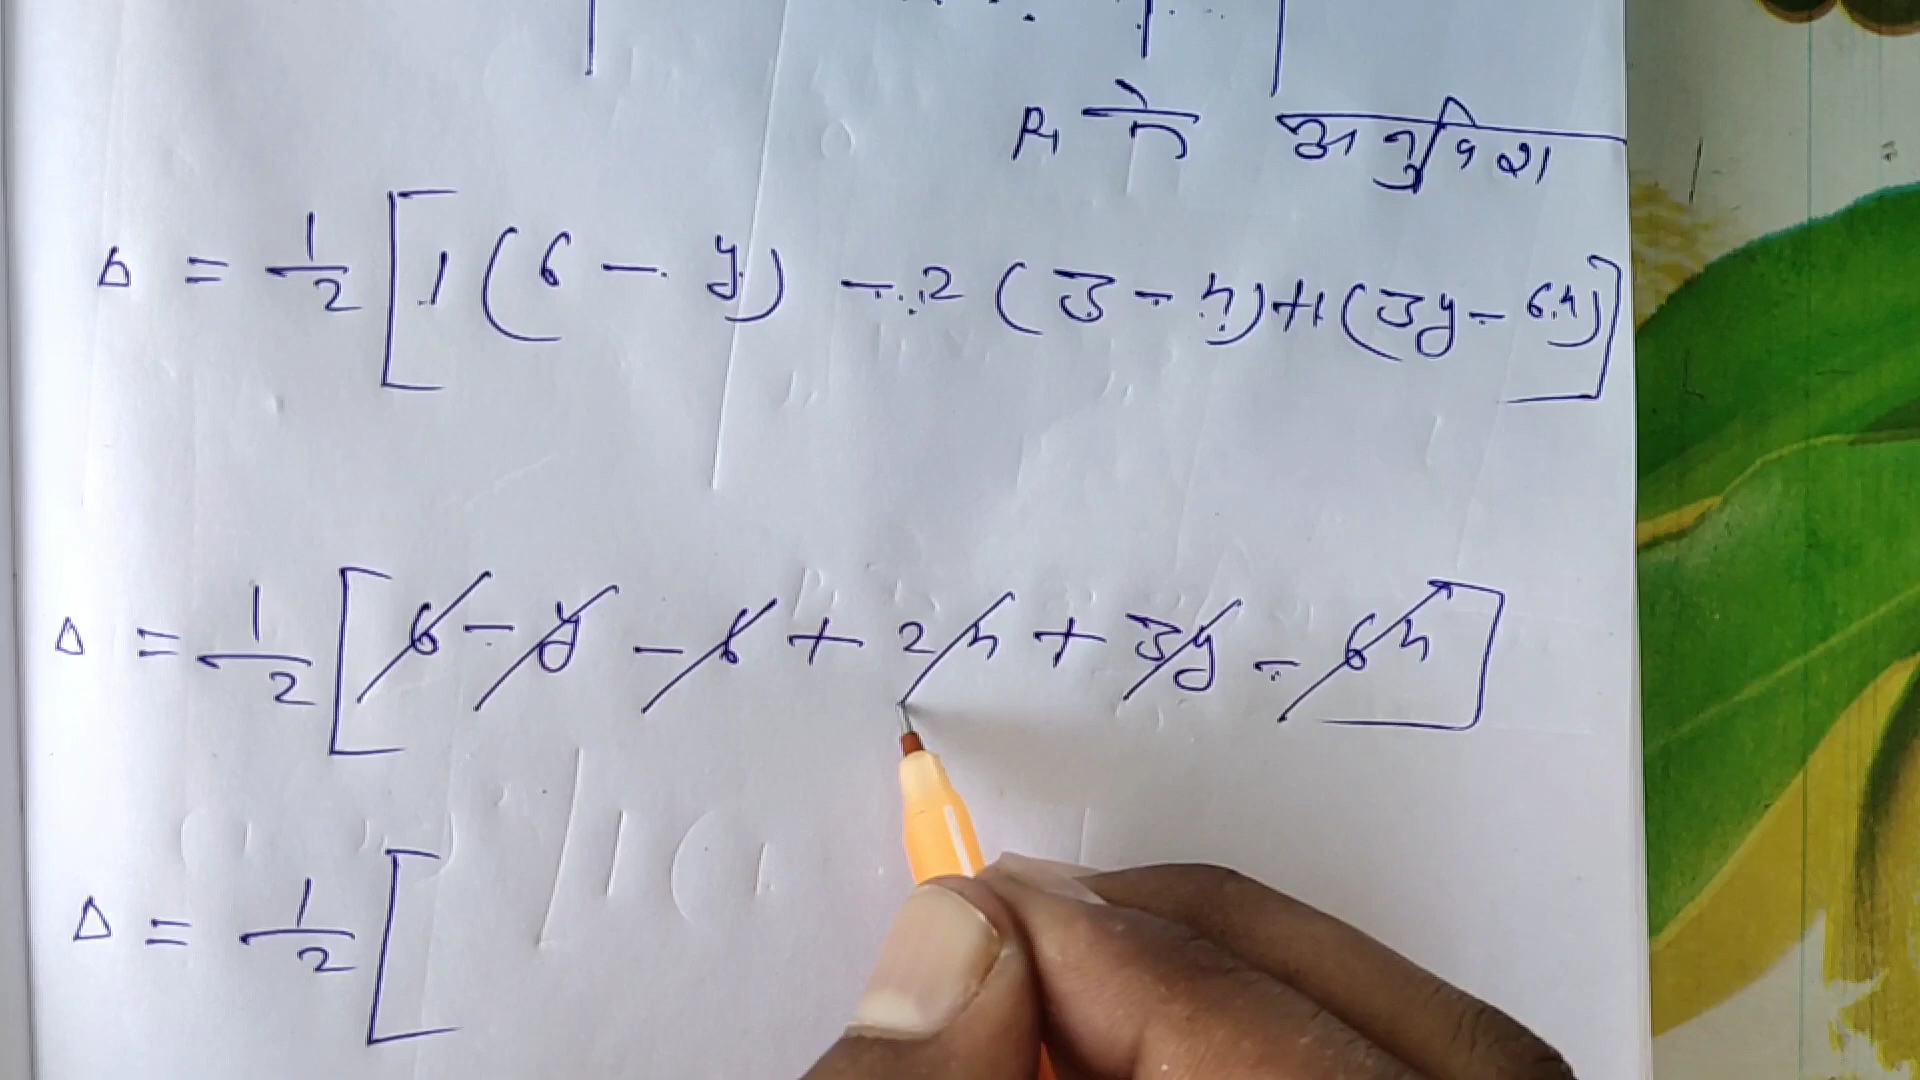 R₁ के अनुदिश
Δ = 1/2 [1(6 - y) - 2(3 - x) + 1(3y - 6x)]
Δ = 1/2 [6 - y - 6 + 2x + 3y - 6x]
Δ = 1/2 [